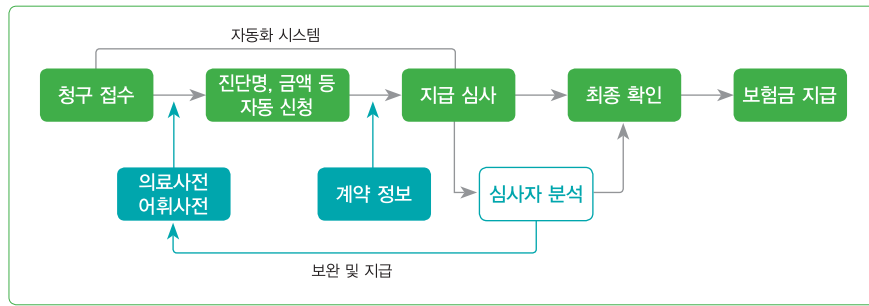 자동화 시스템
청구 접수
진단명, 금액 등
자동 신청
지급 심사
최종 확인
보험금 지급
의료사전
어휘사전
계약 정보
심사자 분석
보완 및 지급